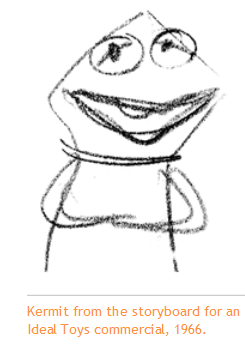 Kermit from the storyboard for an
Ideal Toys commercial, 1966.